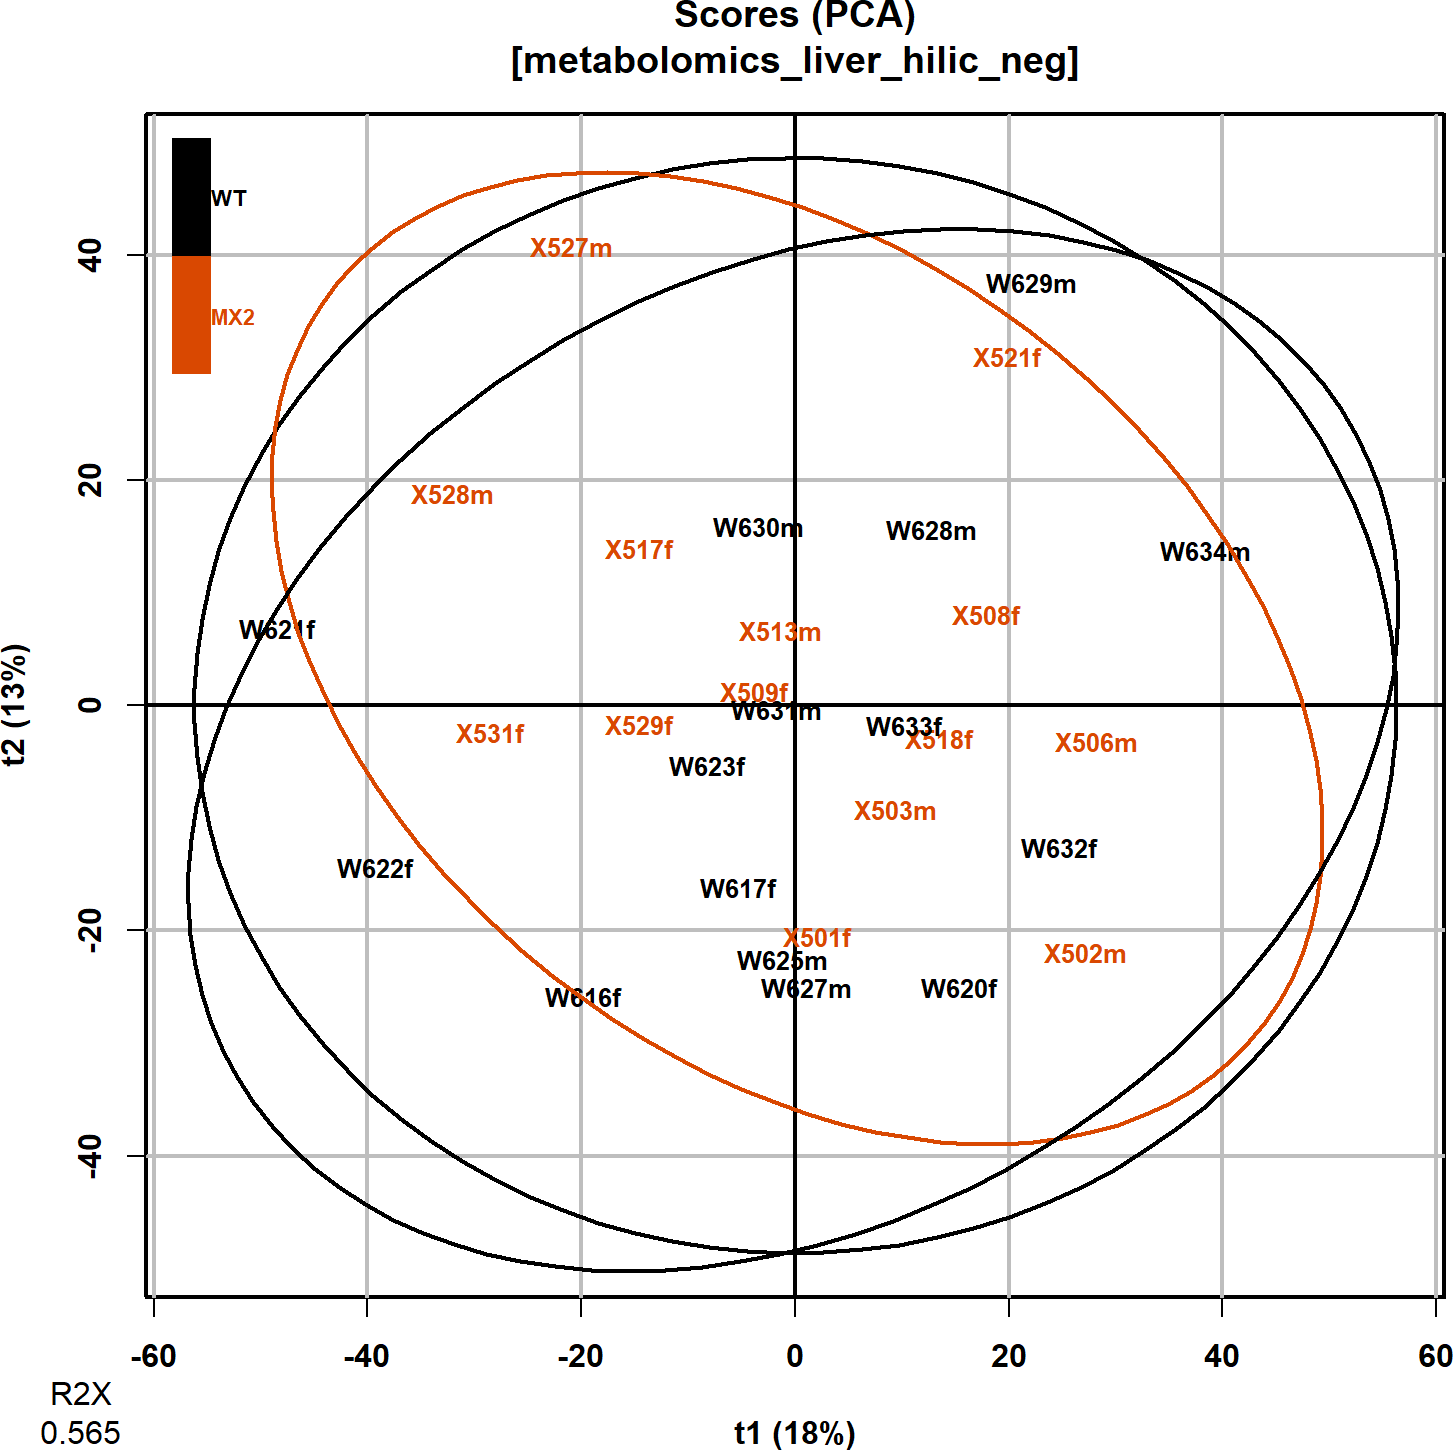 Scores (PCA)
[metabolomics_liver_hilic_neg]
WT
MX2
X527m
W629m
X521f
X528m
W630m
W628m
X517f
W634m
X508f
W621f
X513m
X509f
W631m
X531f
X529f
W633f
X518f
X506m
W623f
X503m
W632f
W622f
W617f
X501f
W625m
X502m
W616f
W627m
W620f
40
20
0
-20
-40
t2 (13%)
-60
-40
-20
0
20
40
60
R2X
0.565
t1 (18%)